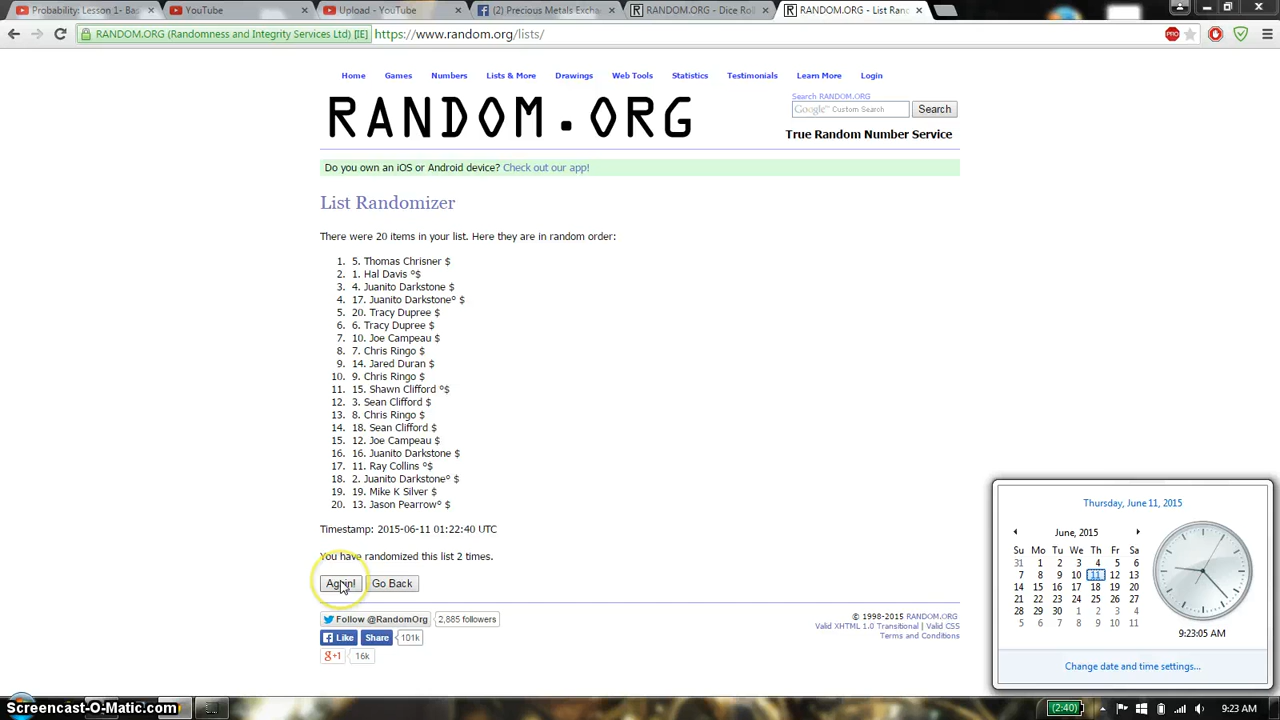 Probability: Lesson 1- Bas
YouTube
Upload - YouTube
(2) Precious Metals Excha
RANDOM.ORG - Dice Rol
RANDOM.ORG - List Ran
RANDOM.ORG (Randomness and Integrity Services Ltd) [IE]
https://www.random.org/lists/
PRO
Home Games Numbers Lists & More Drawings Web Tools Statistics Testimonials Learn More Login
RANDOM.ORG
Search RANDOM.ORG
Google™ Custom Search
Search
True Random Number Service
Do you own an iOS or Android device? Check out our app!
List Randomizer
There were 20 items in your list. Here they are in random order:
1. 5. Thomas Chrisner $
2. 1. Hal Davis °$
3. 4. Juanito Darkstone $
4. 17. Juanito Darkstone° $
5. 20. Tracy Dupree $
6. 6. Tracy Dupree $
7. 10. Joe Campeau $
8. 7. Chris Ringo $
9. 14. Jared Duran $
10. 9. Chris Ringo $
11. 15. Shawn Clifford °$
12. 3. Sean Clifford $
13. 8. Chris Ringo $
14. 18. Sean Clifford $
15. 12. Joe Campeau $
16. 16. Juanito Darkstone $
17. 11. Ray Collins °$
18. 2. Juanito Darkstone° $
19. 19. Mike K Silver $
20. 13. Jason Pearrow° $
Timestamp: 2015-06-11 01:22:40 UTC
You have randomized this list 2 times.
Again!
Go Back
Follow @RandomOrg
2,885 followers
Like
Share
101k
+1
16k
© 1998-2015 RANDOM.ORG
Valid XHTML 1.0 Transitional | Valid CSS
Terms and Conditions
Thursday, June 11, 2015
June, 2015
Su Mo Tu We Th Fr Sa
31 1 2 3 4 5 6
7 8 9 10 11 12 13
14 15 16 17 18 19 20
21 22 23 24 25 26 27
28 29 30 1 2 3 4
5 6 7 8 9 10 11
9:23:05 AM
Change date and time settings...
Screencast-O-Matic.com
(2:40)
9:23 AM